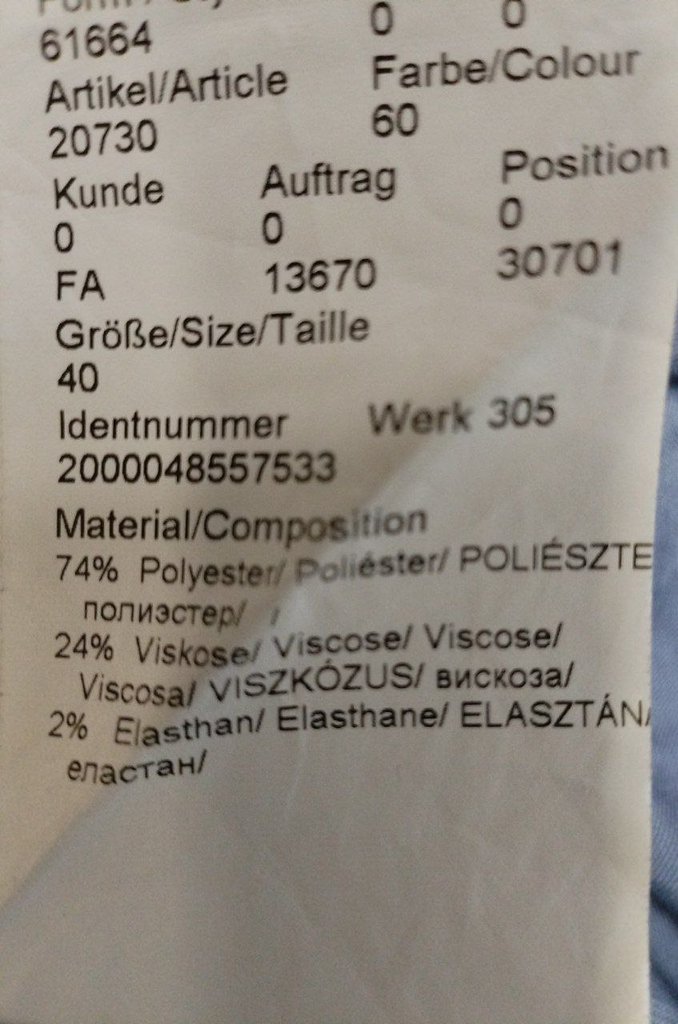 61664 0 0
Artikel/Article Farbe/Colour
20730 60
Kunde Auftrag Position
0 0 0
FA 13670 30701
Größe/Size/Taille
40
Identnummer Werk 305
2000048557533
Material/Composition
74% Polyester/ Poliéster/ POLIÉSZTE
полиэстер/ /
24% Viskose/ Viscose/ Viscose/
Viscosa/ VISZKÓZUS/ вискоза/
2% Elasthan/ Elasthane/ ELASZTÁN/
еластан/